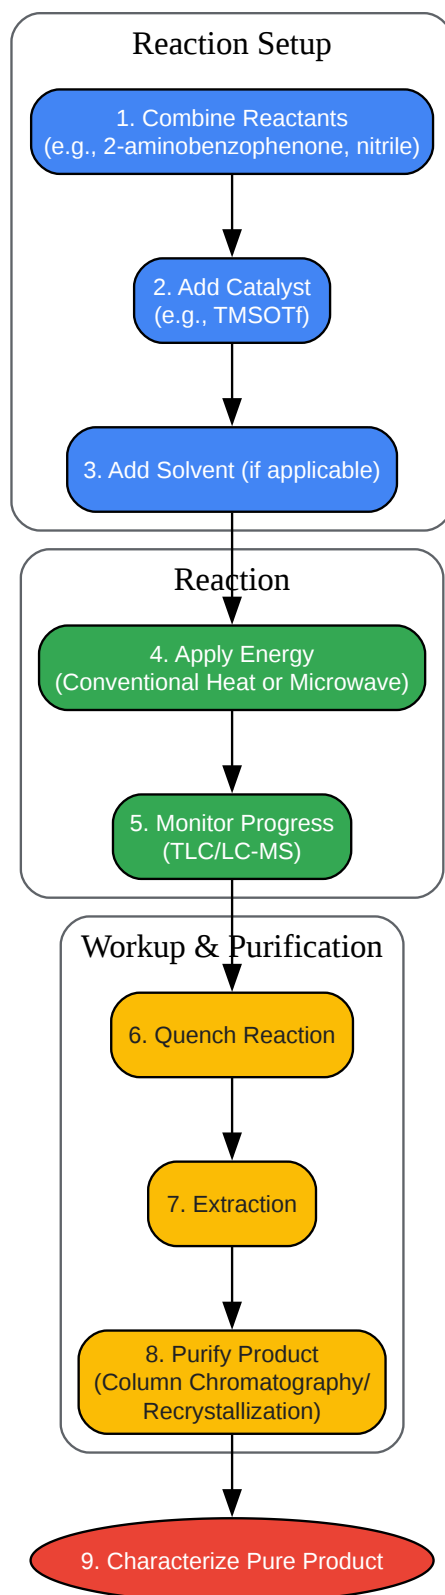 Reaction Setup
1. Combine Reactants
(e.g., 2-aminobenzophenone, nitrile)
2. Add Catalyst
(e.g., TMSOTf)
3. Add Solvent (if applicable)
Reaction
4. Apply Energy
(Conventional Heat or Microwave)
5. Monitor Progress
(TLC/LC-MS)
Workup & Purification
6. Quench Reaction
7. Extraction
8. Purify Product
(Column Chromatography/
Recrystallization)
9. Characterize Pure Product